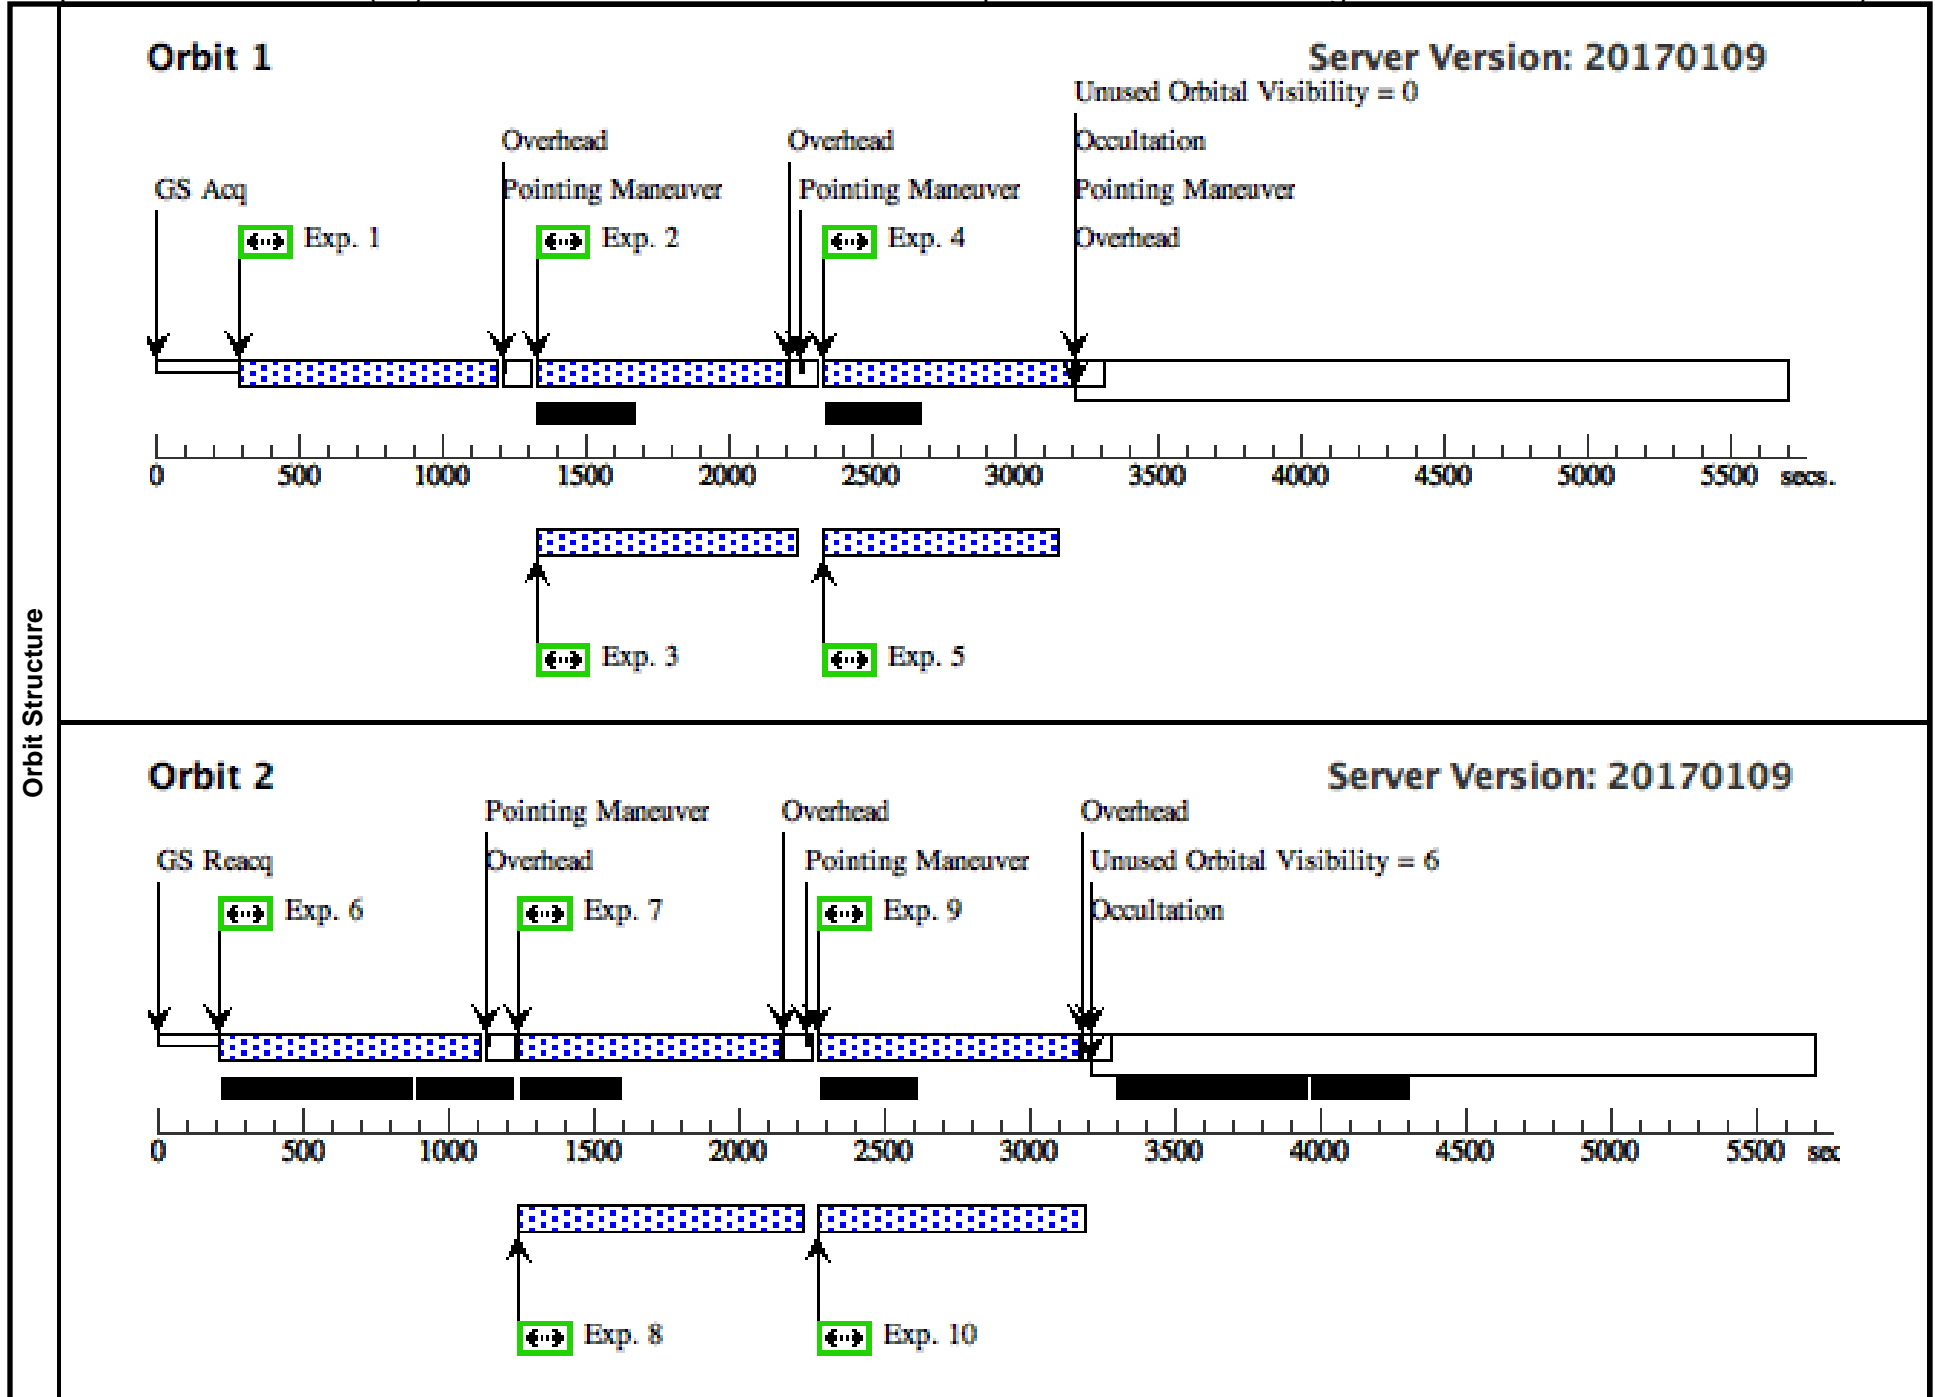 Orbit Structure
Orbit 1
Server Version: 20170109
Unused Orbital Visibility = 0
Overhead
Overhead
Occultation
GS Acq
Pointing Maneuver
Pointing Maneuver
Pointing Maneuver
Exp. 1
Exp. 2
Exp. 4
Overhead
0 500 1000 1500 2000 2500 3000 3500 4000 4500 5000 5500 secs.
Exp. 3
Exp. 5
Orbit 2
Server Version: 20170109
Pointing Maneuver
Overhead
Overhead
GS Reacq
Overhead
Pointing Maneuver
Unused Orbital Visibility = 6
Exp. 6
Exp. 7
Exp. 9
Occultation
0 500 1000 1500 2000 2500 3000 3500 4000 4500 5000 5500 sec
Exp. 8
Exp. 10